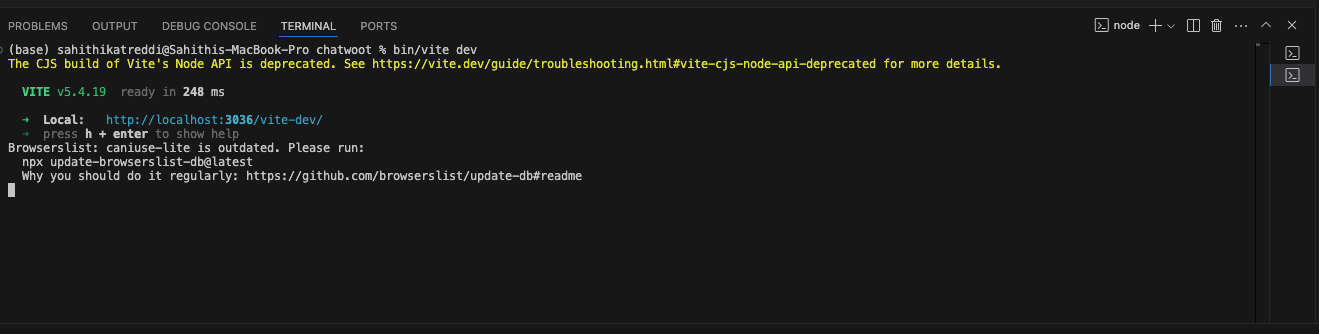 PROBLEMS OUTPUT DEBUG CONSOLE TERMINAL PORTS node
(base) sahithikatreddi@Sahithis-MacBook-Pro chatwoot % bin/vite dev
The CJS build of Vite's Node API is deprecated. See https://vite.dev/guide/troubleshooting.html#vite-cjs-node-api-deprecated for more details.
VITE v5.4.19 ready in 248 ms
➜ Local: http://localhost:3036/vite-dev/
➜ press h + enter to show help
Browserslist: caniuse-lite is outdated. Please run:
npx update-browserslist-db@latest
Why you should do it regularly: https://github.com/browserslist/update-db#readme